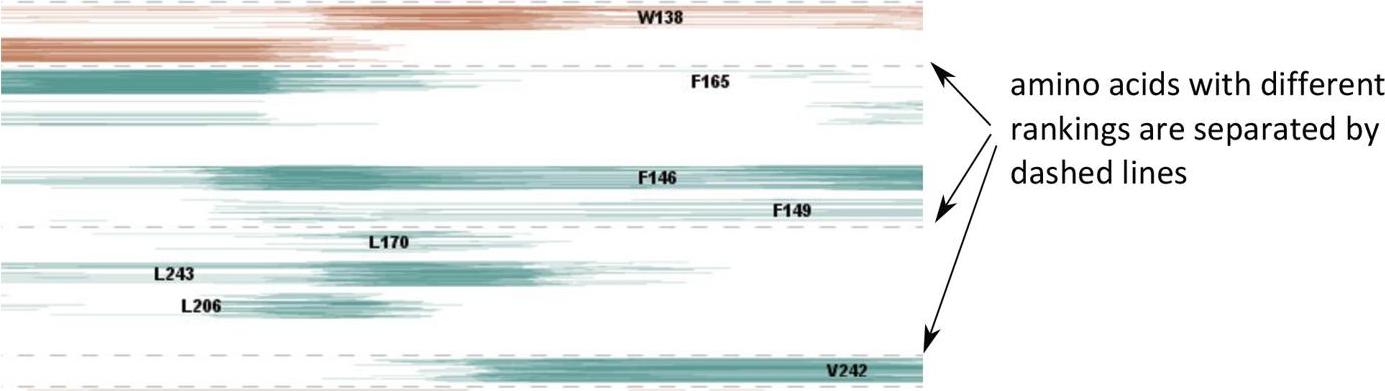 W138
F165
amino acids with different
rankings are separated by
dashed lines
F146
F149
L170
L243
L206
V242